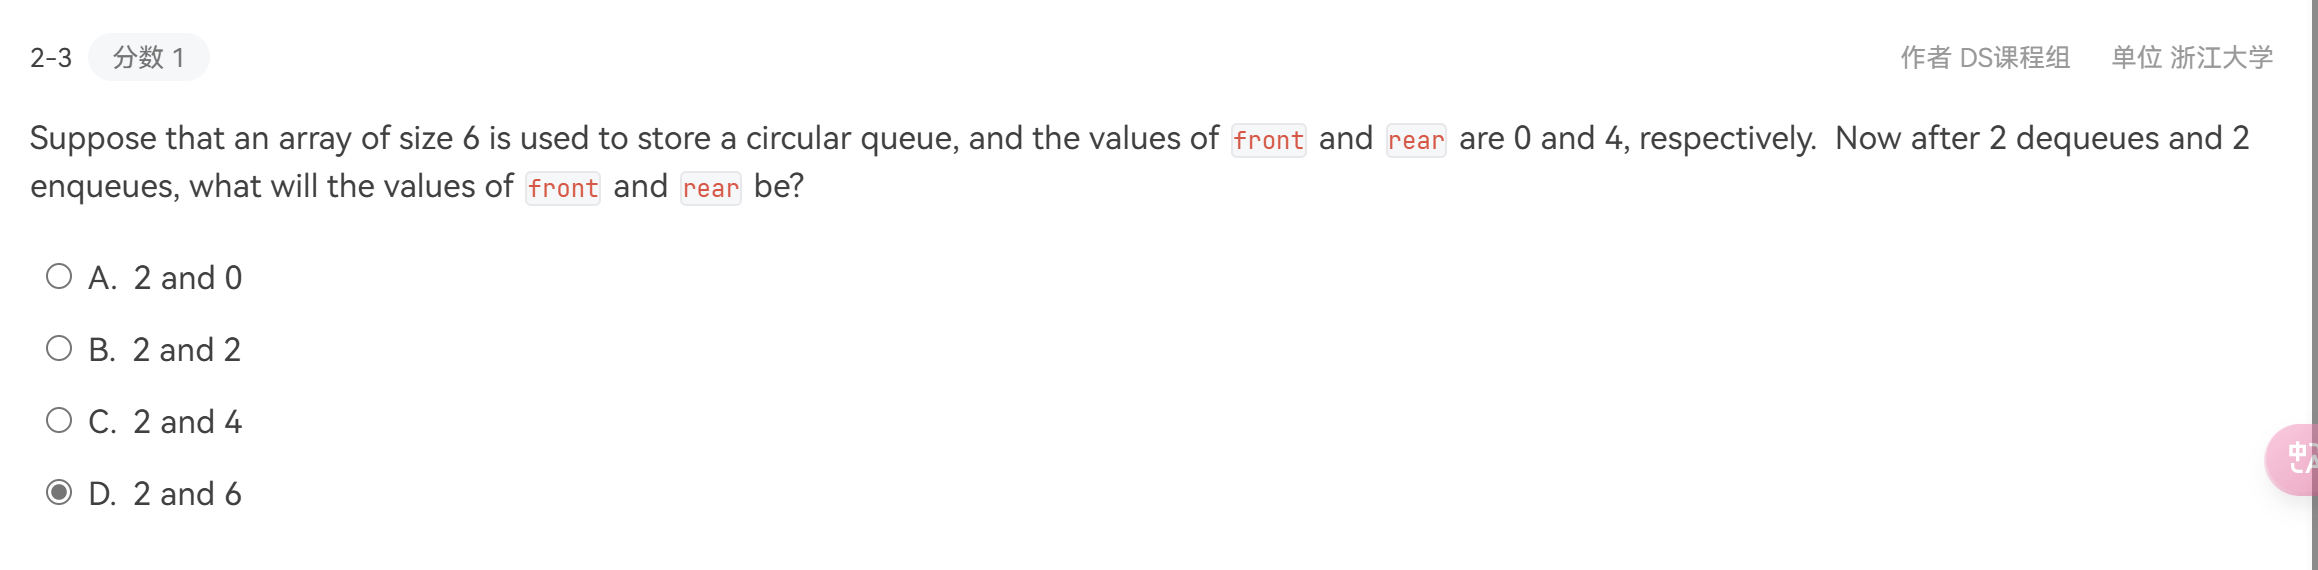 2-3 分数 1 作者 DS课程组 单位 浙江大学
Suppose that an array of size 6 is used to store a circular queue, and the values of front and rear are 0 and 4, respectively. Now after 2 dequeues and 2
enqueues, what will the values of front and rear be?
A. 2 and 0
B. 2 and 2
C. 2 and 4
中A
D. 2 and 6